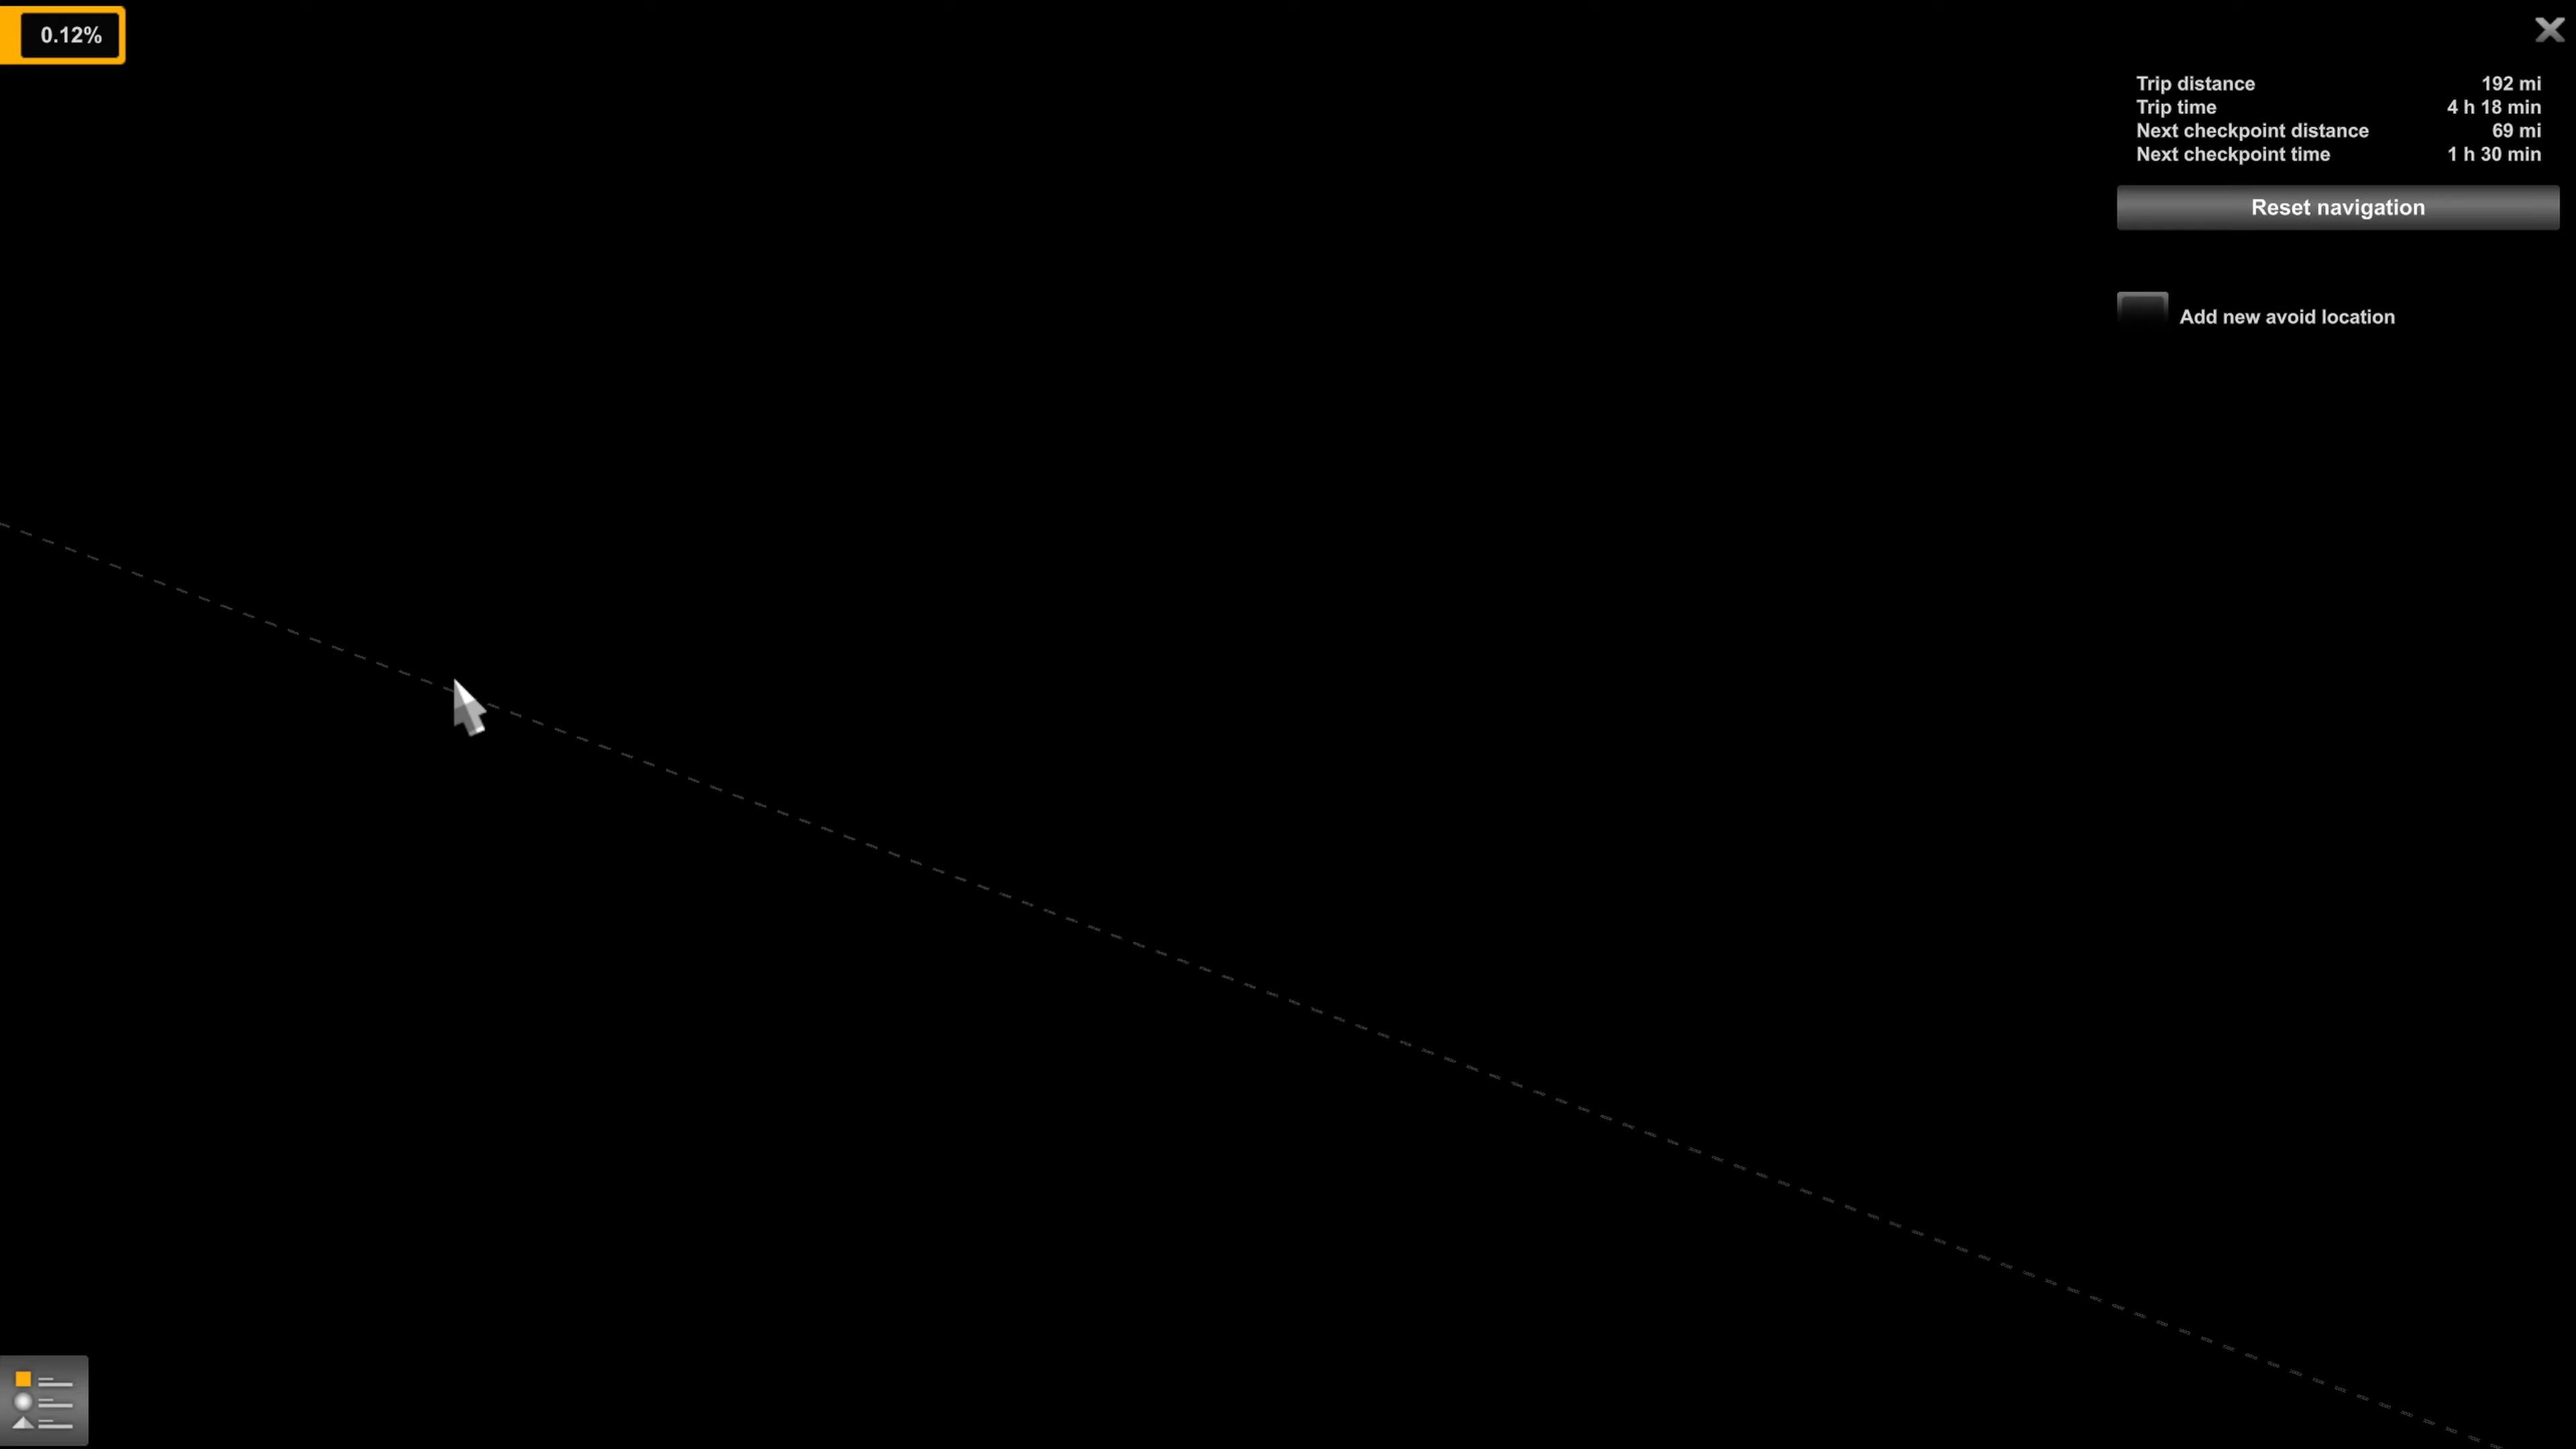 0.12%
Trip distance 192 mi
Trip time 4 h 18 min
Next checkpoint distance 69 mi
Next checkpoint time 1 h 30 min
Reset navigation
Add new avoid location